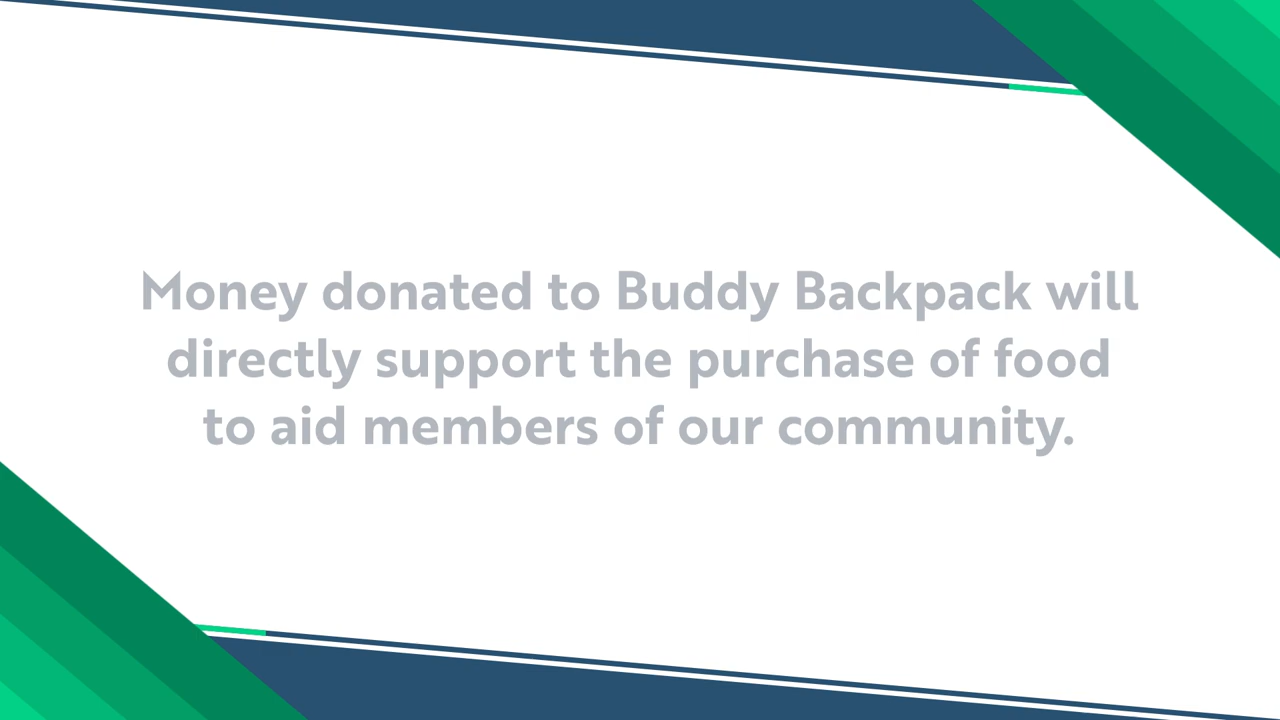 Money donated to Buddy Backpack will
directly support the purchase of food
to aid members of our community.